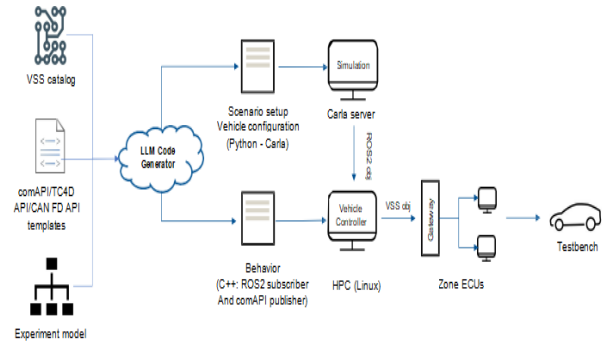 VSS catalog
comAPI/TC4D
API/CAN FD API
templates
Experiment model
LLM Code
Generator
Scenario setup
Vehicle configuration
(Python - Carla)
Simulation
Carla server
ROS2 obj
Behavior
(C++: ROS2 subscriber
And comAPI publisher)
Vehicle
Controller
HPC (Linux)
VSS obj
Gateway
Zone ECUs
Testbench